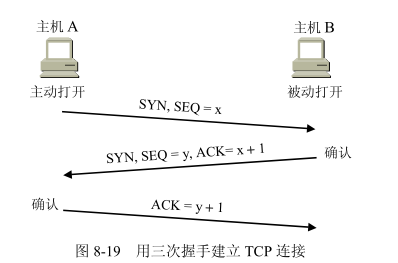 主机 A
主机 B
主动打开
被动打开
SYN, SEQ = x
SYN, SEQ = y, ACK= x + 1
确认
确认
ACK = y + 1
图 8-19 用三次握手建立 TCP 连接